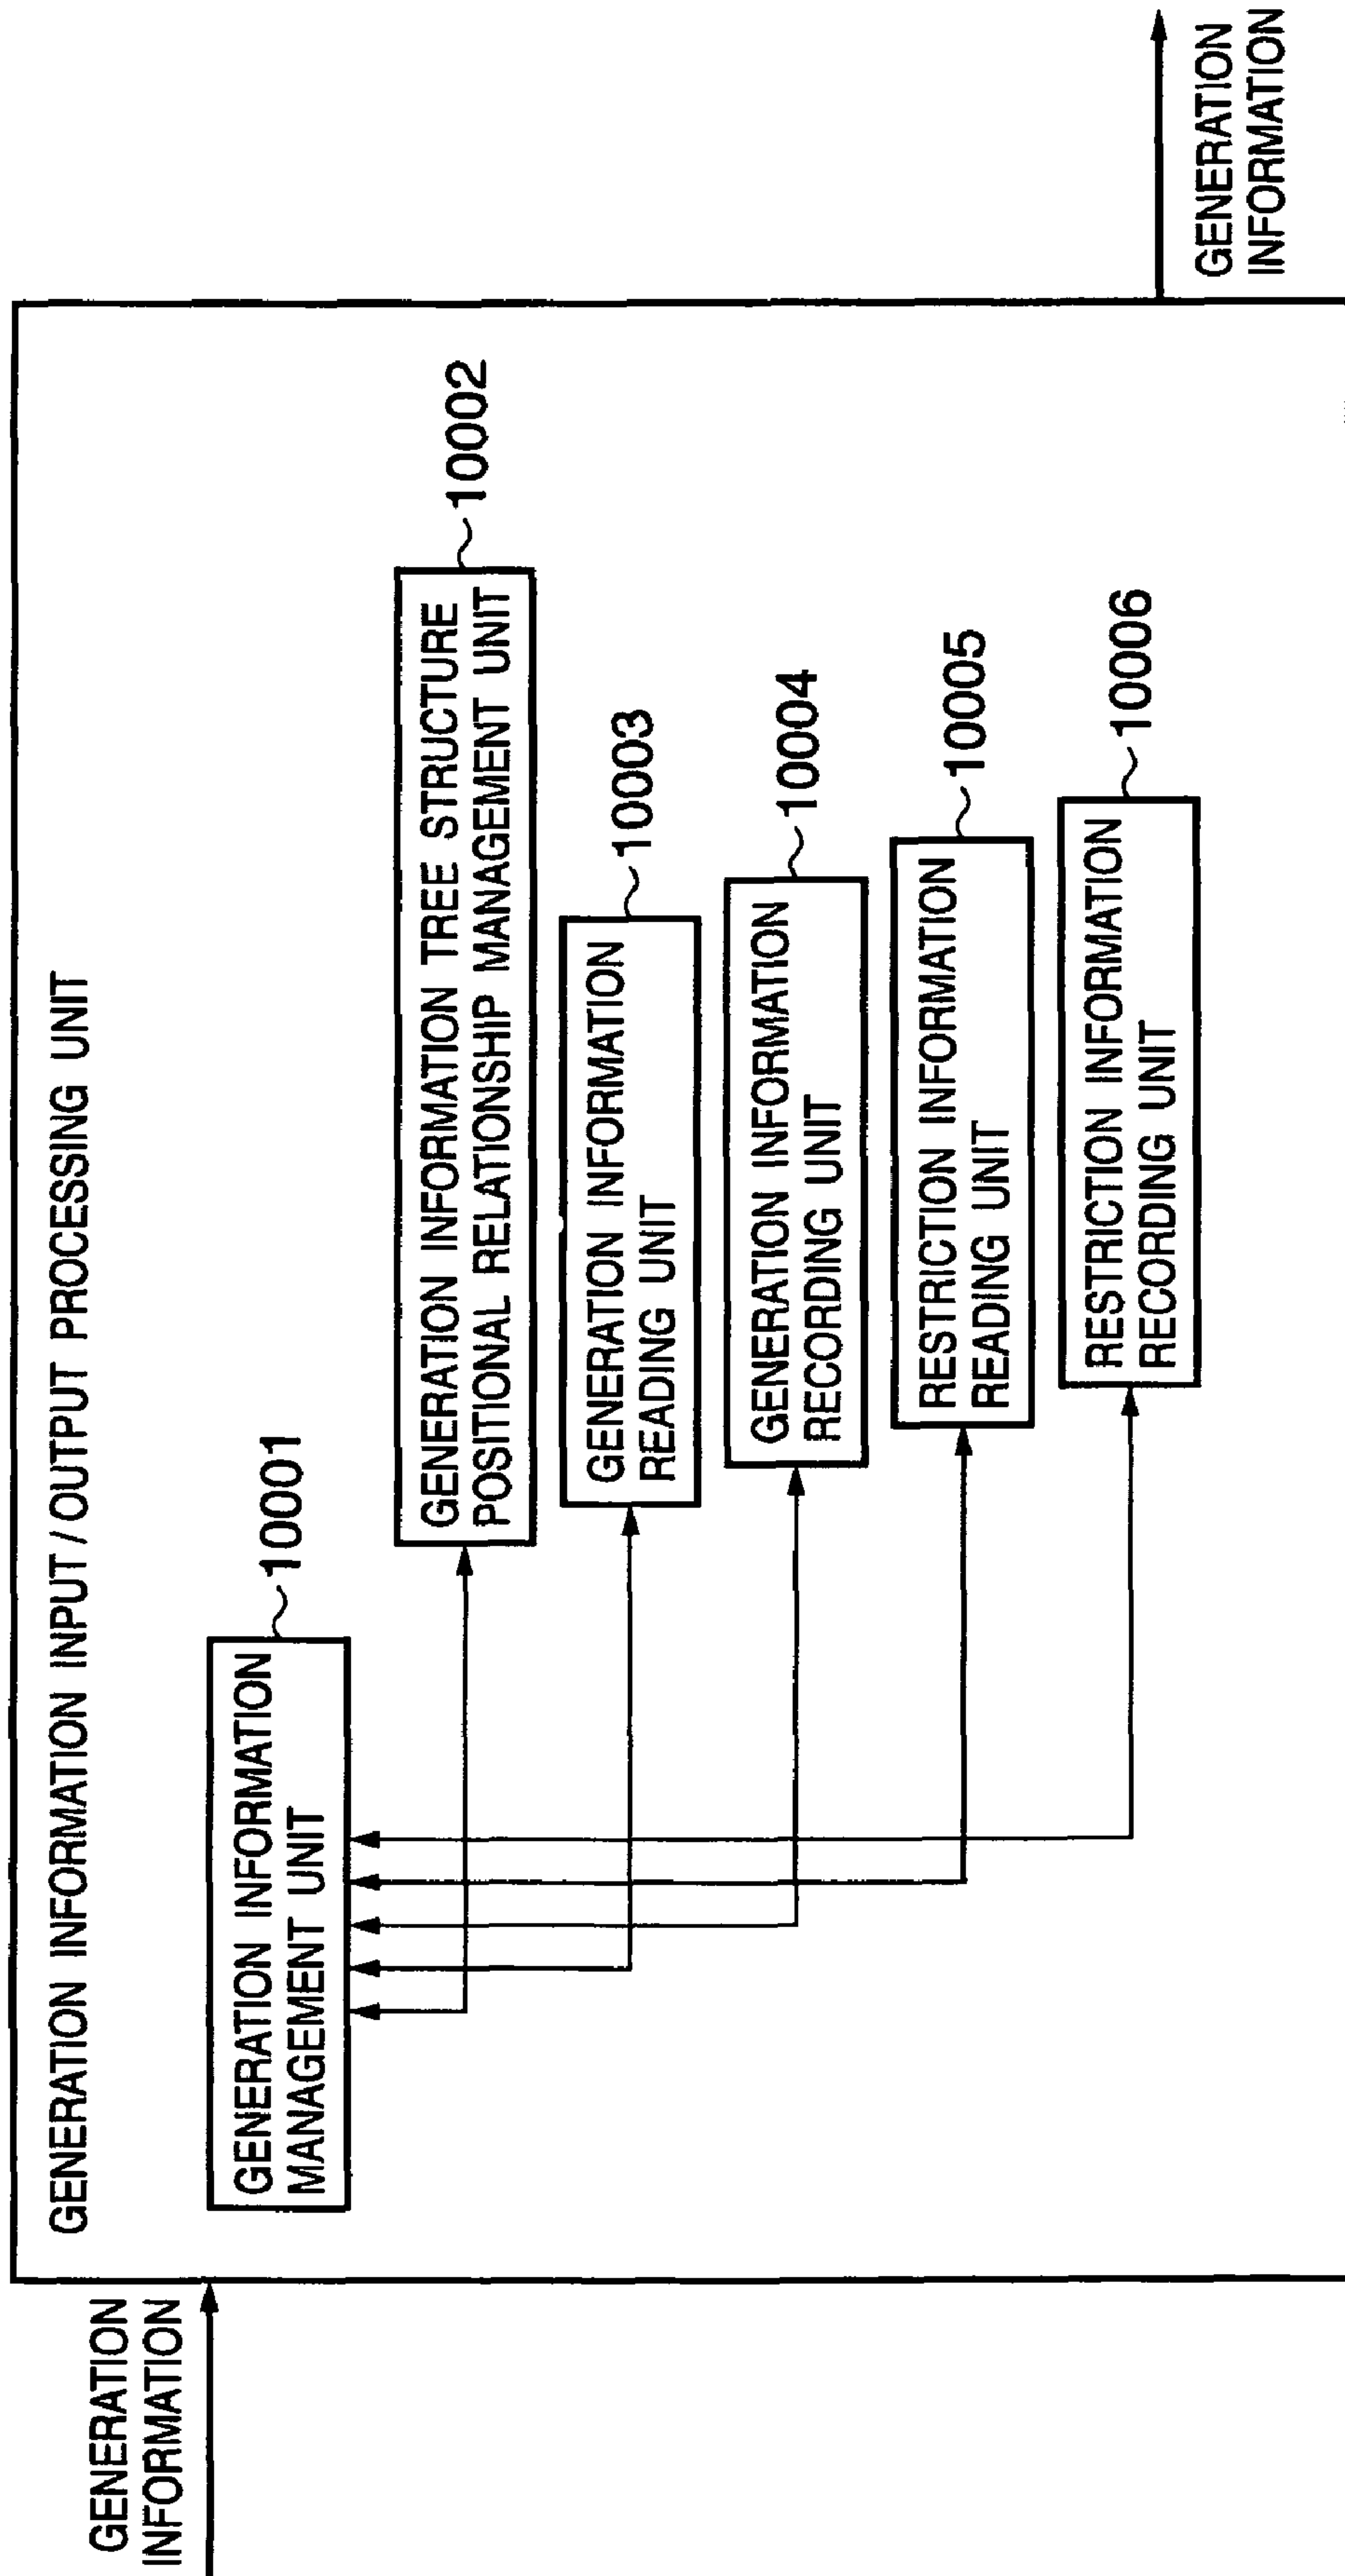 GENERATION
INFORMATION
GENERATION INFORMATION INPUT / OUTPUT PROCESSING UNIT
GENERATION INFORMATION
MANAGEMENT UNIT
10001
GENERATION INFORMATION TREE STRUCTURE
POSITIONAL RELATIONSHIP MANAGEMENT UNIT
10002
GENERATION INFORMATION
READING UNIT
10003
GENERATION INFORMATION
RECORDING UNIT
10004
RESTRICTION INFORMATION
READING UNIT
10005
RESTRICTION INFORMATION
RECORDING UNIT
10006
GENERATION
INFORMATION